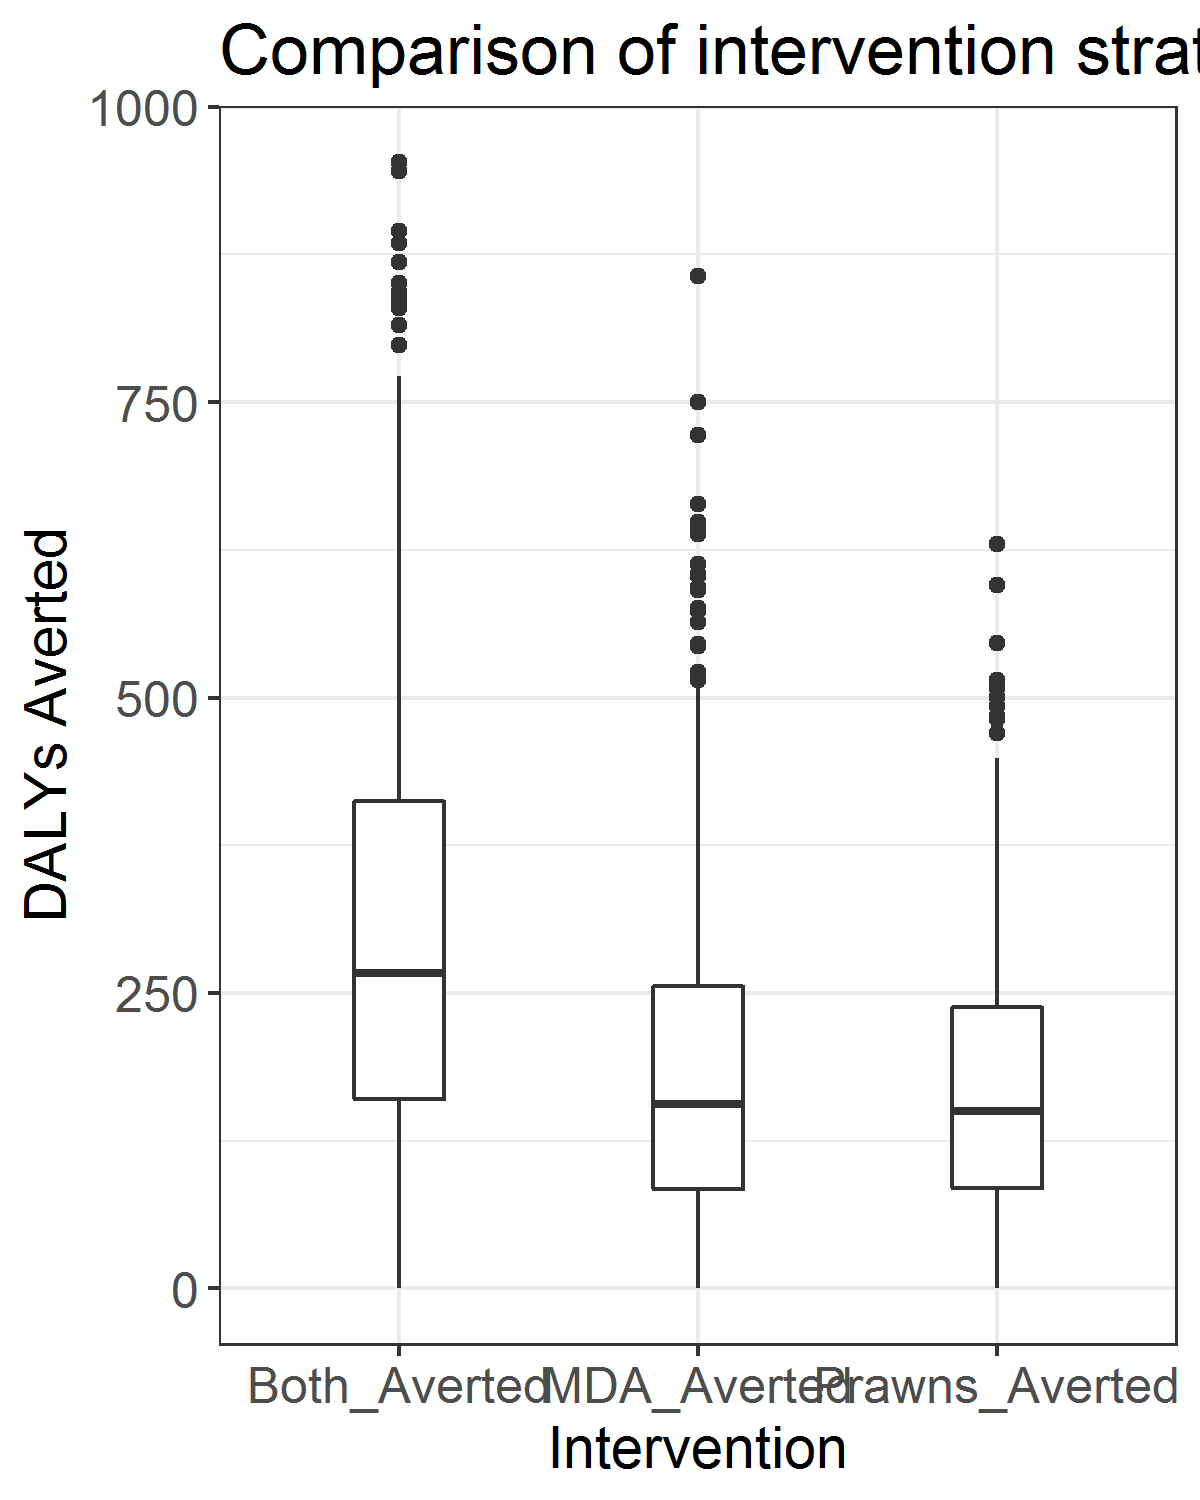 Comparison of intervention strat
1000
750
500
250
0
DALYs Averted
Both_Averted
MDA_Averted
Prawns_Averted
Intervention